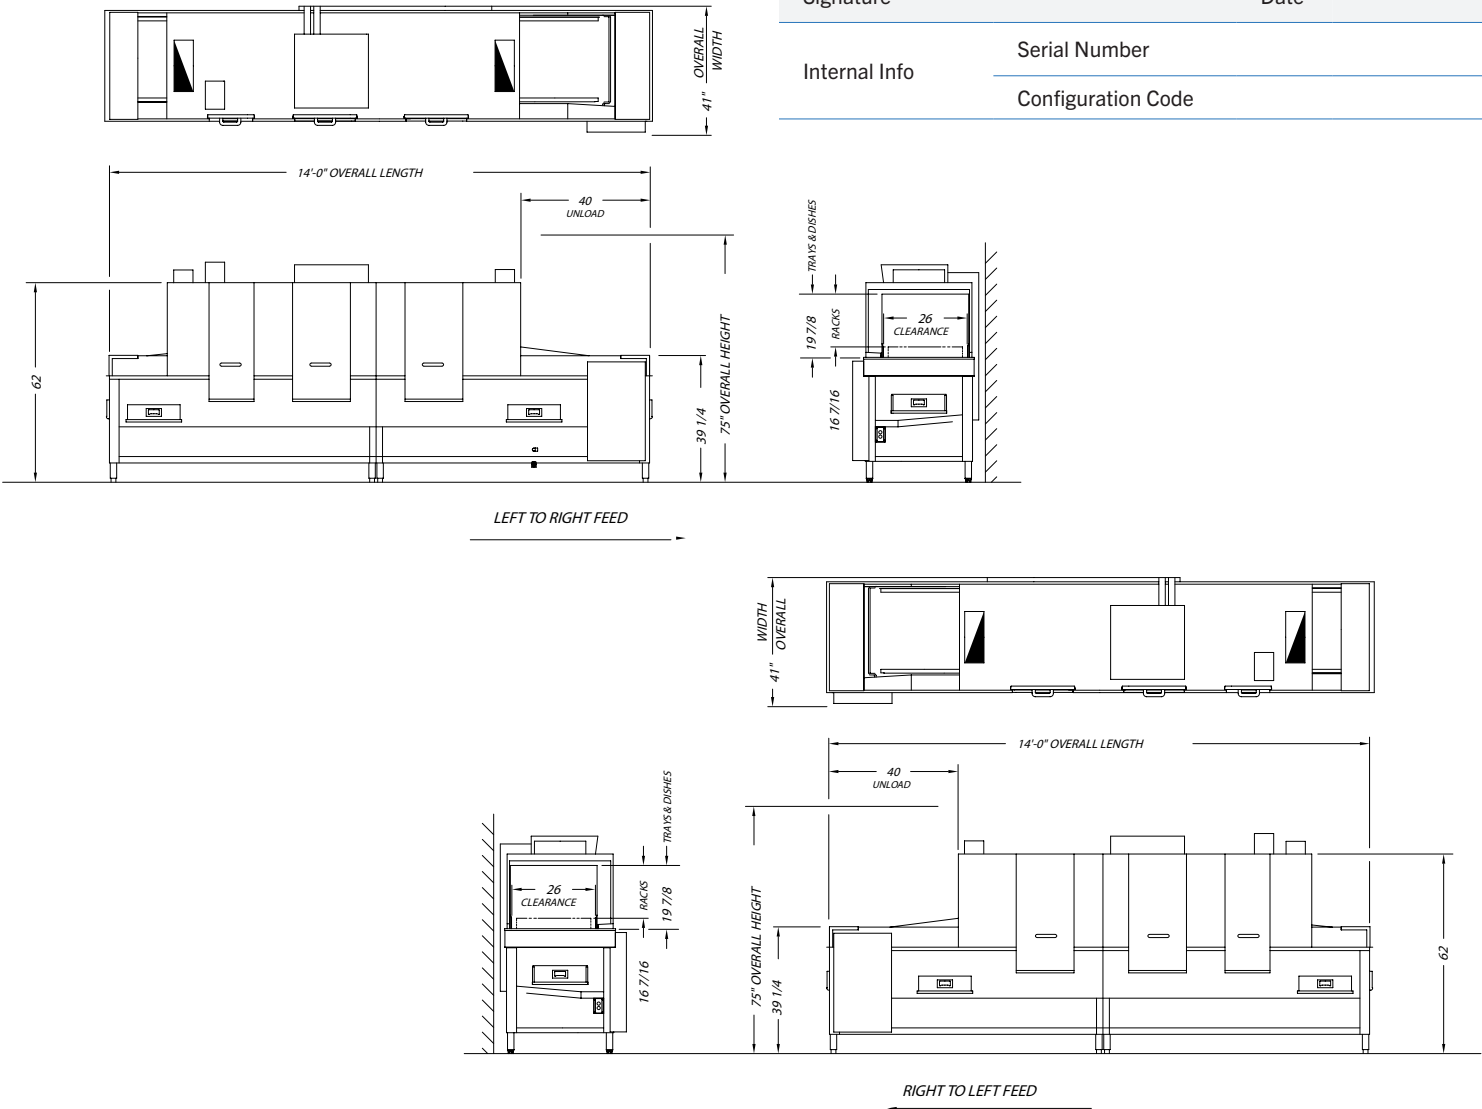 Signature
Date
Internal Info
Serial Number
Configuration Code
OVERALL
WIDTH
41"
14'-0" OVERALL LENGTH
40
UNLOAD
62
39 1/4
75" OVERALL HEIGHT
TRAYS & DISHES
19 7/8
RACKS
16 7/16
26
CLEARANCE
LEFT TO RIGHT FEED
WIDTH
OVERALL
41"
14'-0" OVERALL LENGTH
40
UNLOAD
TRAYS & DISHES
RACKS
19 7/8
16 7/16
26
CLEARANCE
75" OVERALL HEIGHT
39 1/4
62
RIGHT TO LEFT FEED